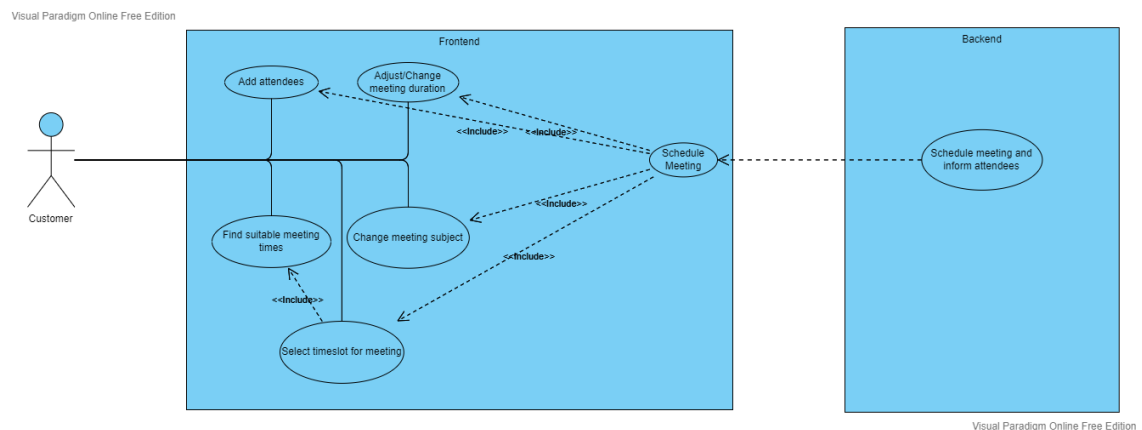 Visual Paradigm Online Free Edition
Frontend
Backend
Add attendees
Adjust/Change
meeting duration
<<Include>>
<<Include>>
Schedule
Meeting
Schedule meeting and
inform attendees
Customer
Find suitable meeting
times
Change meeting subject
<<Include>>
<<Include>>
<<Include>>
Select timeslot for meeting
Visual Paradigm Online Free Edition